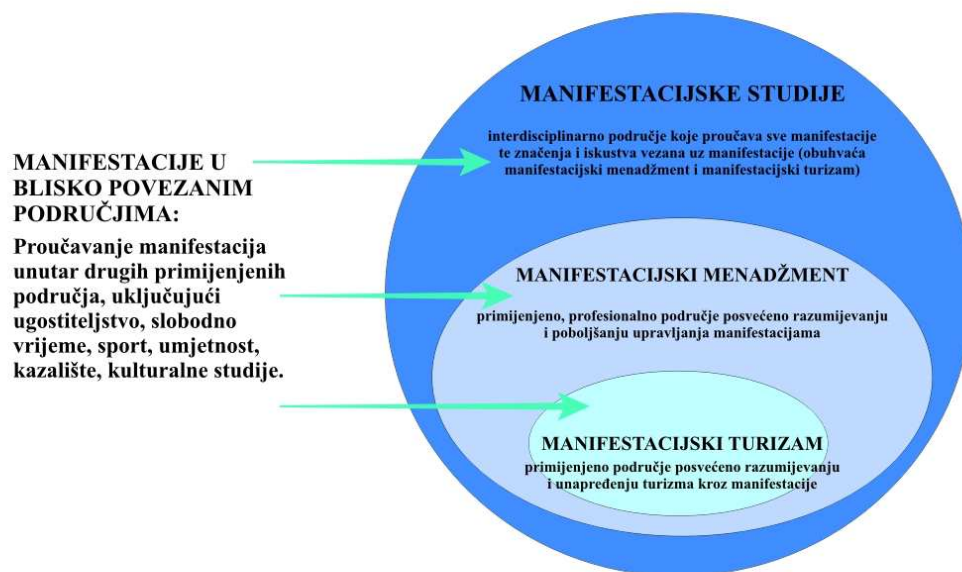 MANIFESTACIJE U
BLISKO POVEZANIM
PODRUČJIMA:
Proučavanje manifestacija
unutar drugih primijenjenih
područja, uključujući
ugostiteljstvo, slobodno
vrijeme, sport, umjetnost,
kazalište, kulturalne studije.
MANIFESTACIJSKE STUDIJE
interdisciplinarno područje koje proučava sve manifestacije
te značenja i iskustva vezana uz manifestacije (obuhvaća
manifestacijski menadžment i manifestacijski turizam)
MANIFESTACIJSKI MENADŽMENT
primijenjeno, profesionalno područje posvećeno razumijevanju
i poboljšanju upravljanja manifestacijama
MANIFESTACIJSKI TURIZAM
primijenjeno područje posvećeno razumijevanju
i unapređenju turizma kroz manifestacije